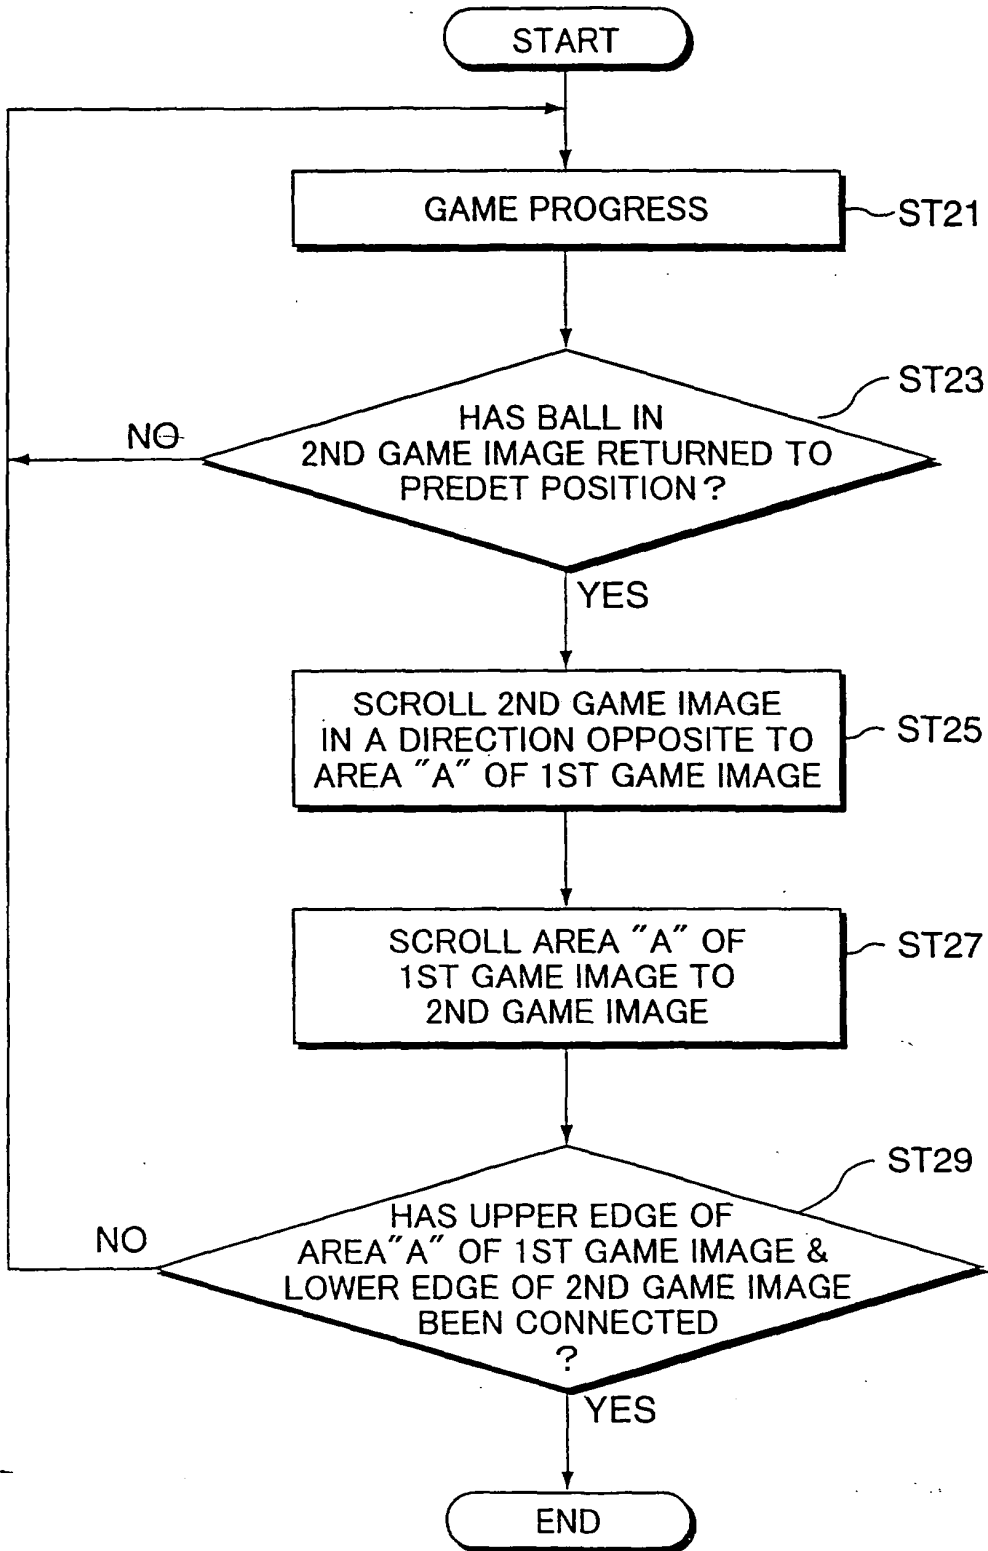 START
GAME PROGRESS
ST21
ST23
HAS BALL IN
2ND GAME IMAGE RETURNED TO
PREDET POSITION?
NO
YES
SCROLL 2ND GAME IMAGE
IN A DIRECTION OPPOSITE TO
AREA "A" OF 1ST GAME IMAGE
ST25
SCROLL AREA "A" OF
1ST GAME IMAGE TO
2ND GAME IMAGE
ST27
ST29
HAS UPPER EDGE OF
AREA"A" OF 1ST GAME IMAGE &
LOWER EDGE OF 2ND GAME IMAGE
BEEN CONNECTED
?
NO
YES
END